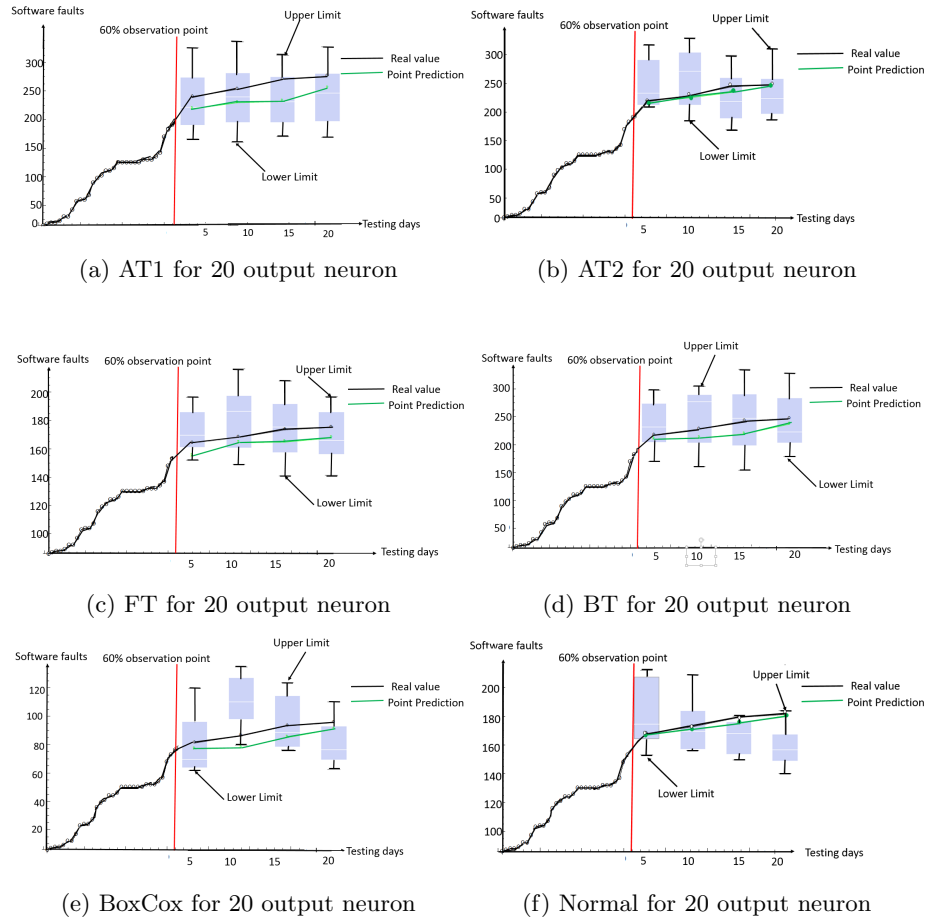 Software faults
60% observation point
Upper Limit
Real value
Point Prediction
300
250
200
150
100
50
0
Lower Limit
Testing days
5 10 15 20
(a) AT1 for 20 output neuron
Software faults
60% observation point
Upper Limit
Real value
Point Prediction
300
250
200
150
100
50
0
Lower Limit
Testing days
5 10 15 20
(b) AT2 for 20 output neuron
Software faults
60% observation point
Upper Limit
Real value
Point Prediction
200
180
160
140
120
100
Lower Limit
Testing days
5 10 15 20
(c) FT for 20 output neuron
Software faults
60% observation point
Upper Limit
Real value
Point Prediction
300
250
200
150
100
50
Lower Limit
Testing days
5 10 15 20
(d) BT for 20 output neuron
Software faults
60% observation point
Upper Limit
Real value
Point Prediction
120
100
80
60
40
20
Lower Limit
Testing days
5 10 15 20
(e) BoxCox for 20 output neuron
Software faults
60% observation point
Upper Limit
Real value
Point Prediction
200
180
160
140
120
100
Lower Limit
Testing days
5 10 15 20
(f) Normal for 20 output neuron